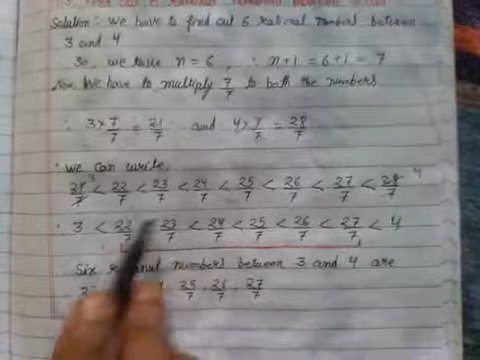 Solution: We have to find out 6 rational numbers between
3 and 4
So, we have n = 6, ∴ n+1 = 6+1 = 7
Now, We have to multiply 7/7 to both the numbers
∴ 3×7/7 = 21/7 and 4×7/7 = 28/7
∴ We can write,
3 4
21/7 < 22/7 < 23/7 < 24/7 < 25/7 < 26/7 < 27/7 < 28/7
∴ 3 < 22/7 23/7 < 24/7 < 25/7 < 26/7 < 27/7 < 4
Six numbers between 3 and 4 are
25/7, 26/7, 27/7